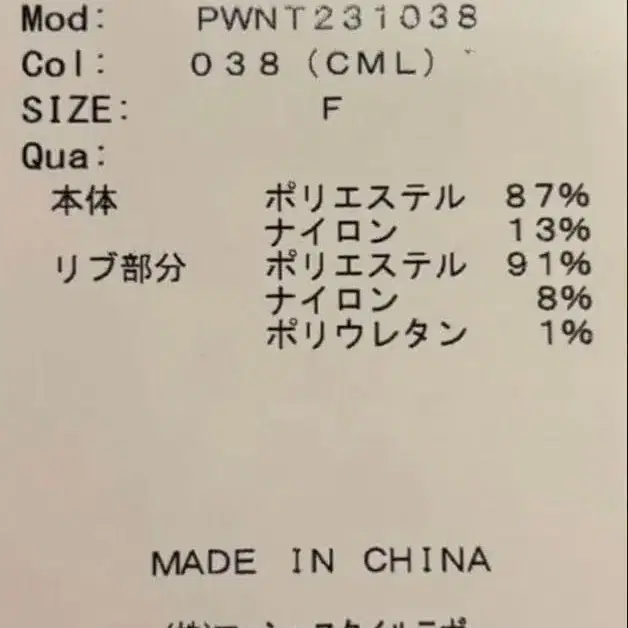 Mod: PWNT231038
Col: 038(CML)
SIZE: F
Qua:
本体 ポリエステル 87%
ナイロン 13%
リブ部分 ポリエステル 91%
ナイロン 8%
ポリウレタン 1%
MADE IN CHINA